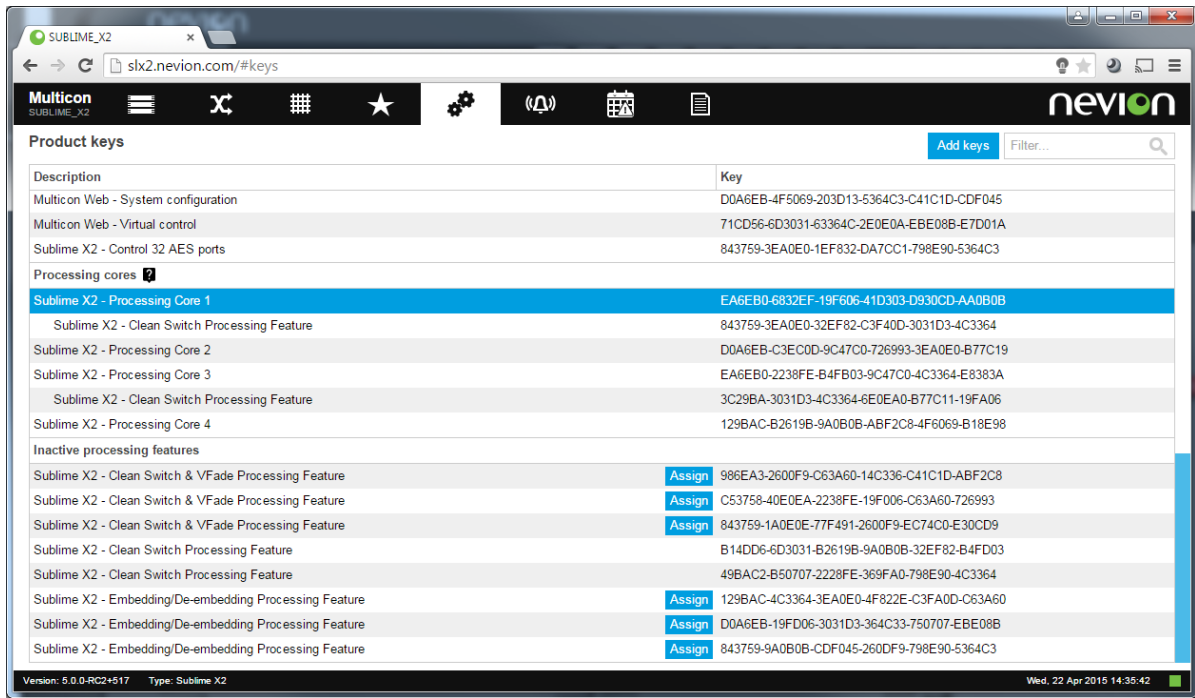 SUBLIME_X2
slx2.nevion.com/#keys
Multicon
SUBLIME_X2
nevion
Product keys
Add keys
Filter...
Description Key
Multicon Web - System configuration D0A6EB-4F5069-203D13-5364C3-C41C1D-CDF045
Multicon Web - Virtual control 71CD56-6D3031-63364C-2E0E0A-EBE08B-E7D01A
Sublime X2 - Control 32 AES ports 843759-3EA0E0-1EF832-DA7CC1-798E90-5364C3
Processing cores ?
Sublime X2 - Processing Core 1 EA6EB0-6832EF-19F606-41D303-D930CD-AA0B0B
Sublime X2 - Clean Switch Processing Feature 843759-3EA0E0-32EF82-C3F40D-3031D3-4C3364
Sublime X2 - Processing Core 2 D0A6EB-C3EC0D-9C47C0-726993-3EA0E0-B77C19
Sublime X2 - Processing Core 3 EA6EB0-2238FE-B4FB03-9C47C0-4C3364-E8383A
Sublime X2 - Clean Switch Processing Feature 3C29BA-3031D3-4C3364-6E0EA0-B77C11-19FA06
Sublime X2 - Processing Core 4 129BAC-B2619B-9A0B0B-ABF2C8-4F6069-B18E98
Inactive processing features
Sublime X2 - Clean Switch & VFade Processing Feature Assign 986EA3-2600F9-C63A60-14C336-C41C1D-ABF2C8
Sublime X2 - Clean Switch & VFade Processing Feature Assign C53758-40E0EA-2238FE-19F006-C63A60-726993
Sublime X2 - Clean Switch & VFade Processing Feature Assign 843759-1A0E0E-77F491-2600F9-EC74C0-E30CD9
Sublime X2 - Clean Switch Processing Feature B14DD6-6D3031-B2619B-9A0B0B-32EF82-B4FD03
Sublime X2 - Clean Switch Processing Feature 49BAC2-B50707-2228FE-369FA0-798E90-4C3364
Sublime X2 - Embedding/De-embedding Processing Feature Assign 129BAC-4C3364-3EA0E0-4F822E-C3FA0D-C63A60
Sublime X2 - Embedding/De-embedding Processing Feature Assign D0A6EB-19FD06-3031D3-364C33-750707-EBE08B
Sublime X2 - Embedding/De-embedding Processing Feature Assign 843759-9A0B0B-CDF045-260DF9-798E90-5364C3
Version: 5.0.0-RC2+517 Type: Sublime X2 Wed, 22 Apr 2015 14:35:42